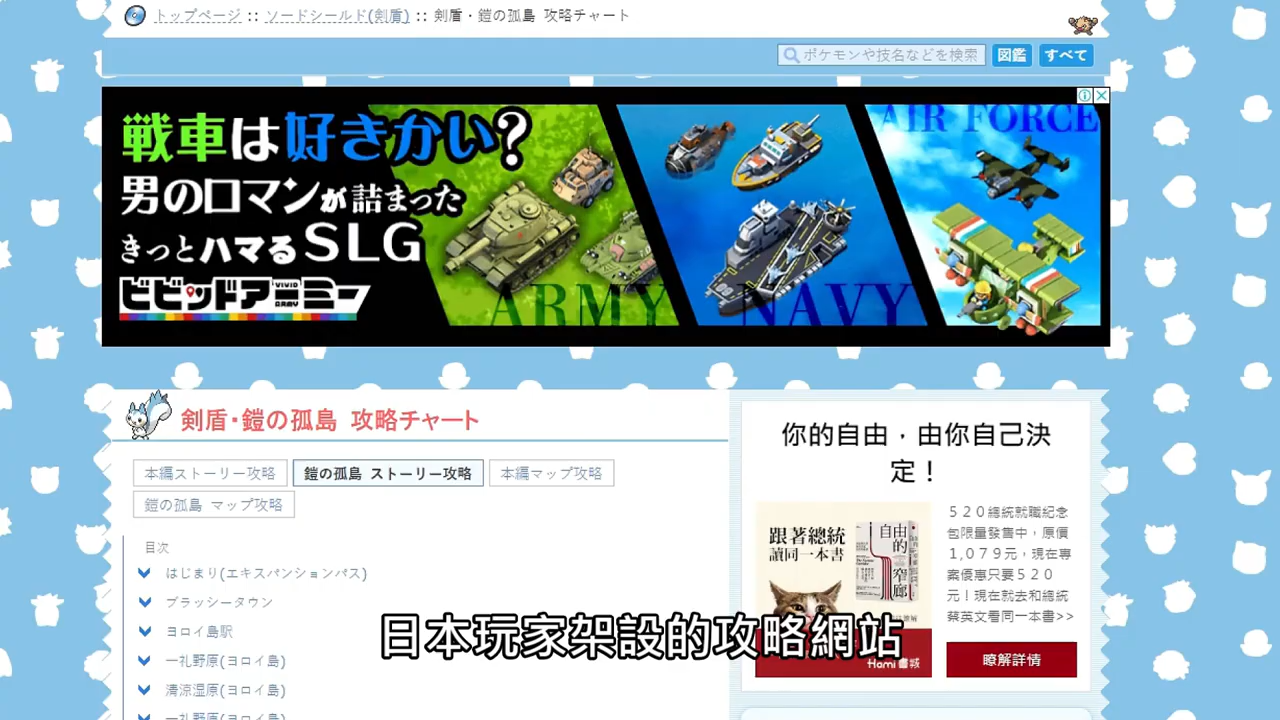 トップページ :: ソードシールド(剣盾) :: 剣盾・鎧の孤島 攻略チャート
ポケモンや技名などを検索 図鑑 すべて
戦車は好きかい?
男のロマンが詰まった
きっとハマるSLG
ビビッドアーミー
VIVID ARMY
ARMY
NAVY
AIR FORCE
剣盾・鎧の孤島 攻略チャート
本編ストーリー攻略 鎧の孤島 ストーリー攻略 本編マップ攻略
鎧の孤島 マップ攻略
目次
はじまり(エキスパンションパス)
ブラッシータウン
ヨロイ島駅
一礼野原(ヨロイ島)
清涼湿原(ヨロイ島)
一礼野原(ヨロイ島)
你的自由，由你自己決
定！
跟著總統
讀同一本書
自由的
窄廊
Hami 書城
５２０總統就職紀念
包限量發售中，原價
１,０７９元，現在專
案優惠只要５２０
元！現在就去和總統
蔡英文看同一本書>>
瞭解詳情
日本玩家架設的攻略網站